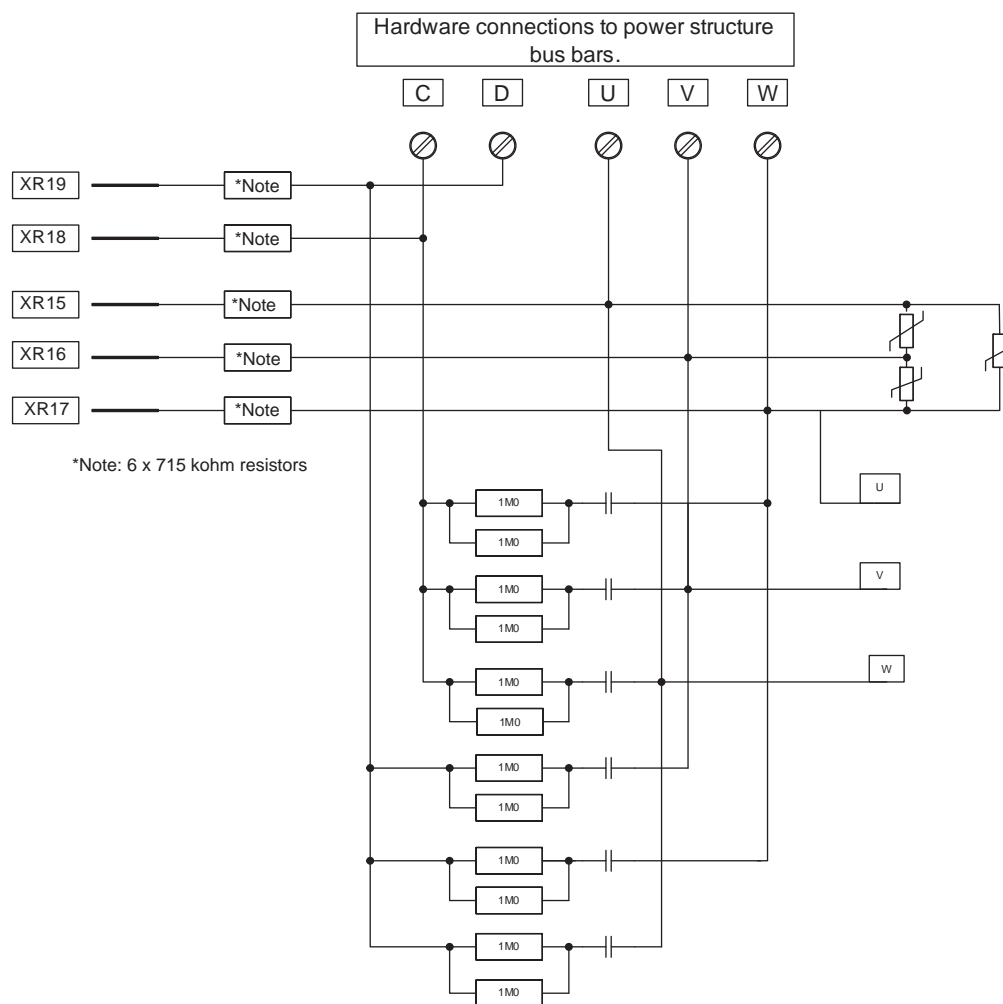 Hardware connections to power structure
bus bars.
C D U V W
XR19 *Note
XR18 *Note
XR15 *Note
XR16 *Note
XR17 *Note
*Note: 6 x 715 kohm resistors
U
1M0
1M0
V
1M0
1M0
W
1M0
1M0
1M0
1M0
1M0
1M0
1M0
1M0